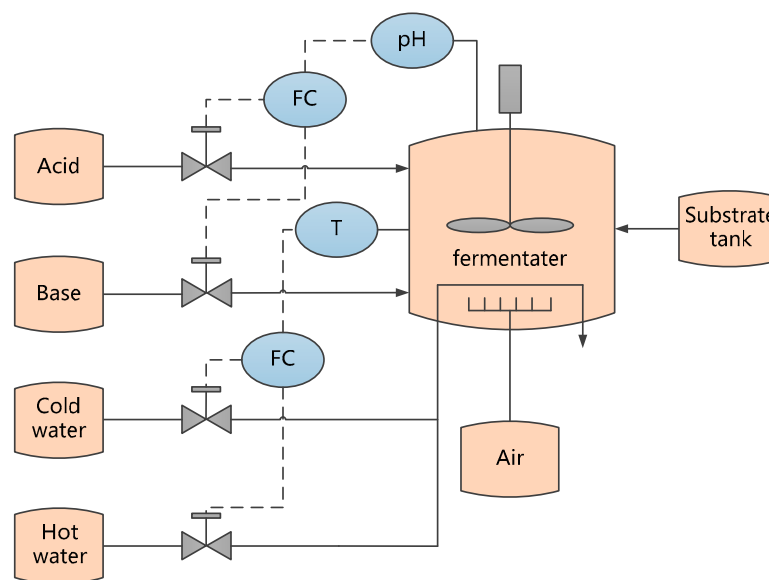 pH
FC
Acid
Substrate
tank
T
fermentater
Base
FC
Cold
water
Air
Hot
water